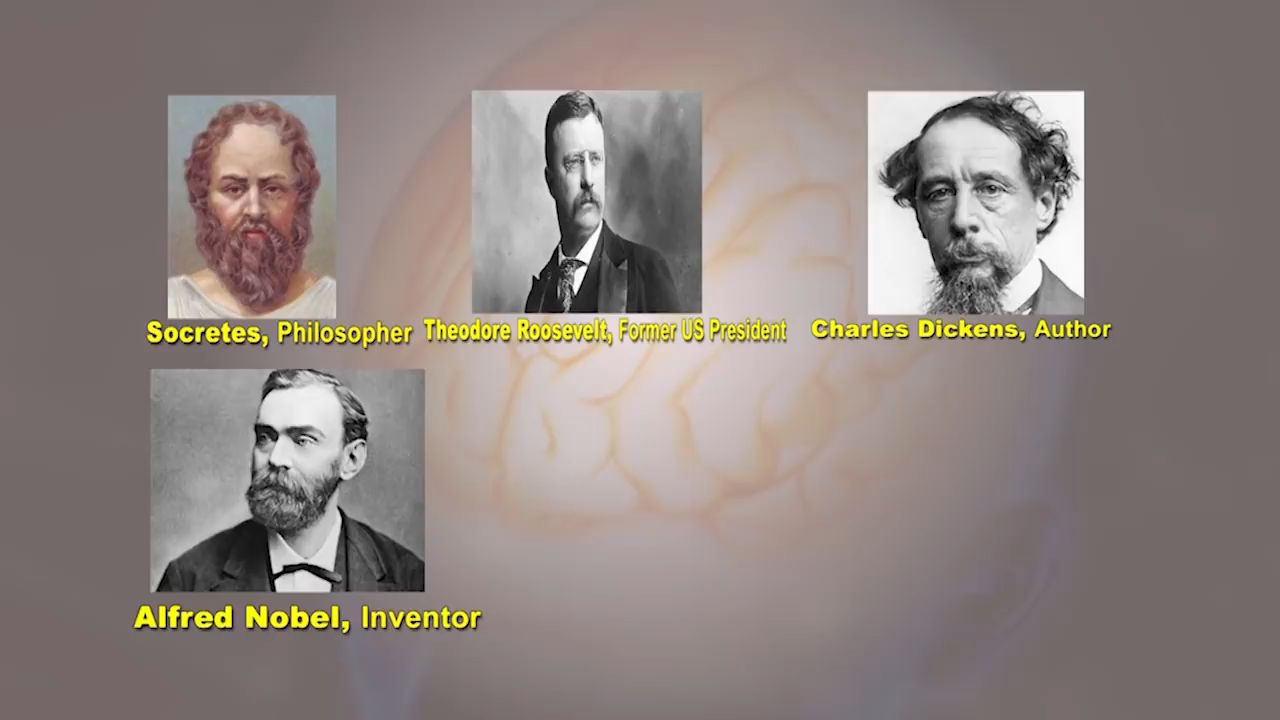 Socretes, Philosopher
Theodore Roosevelt, Former US President
Charles Dickens, Author
Alfred Nobel, Inventor